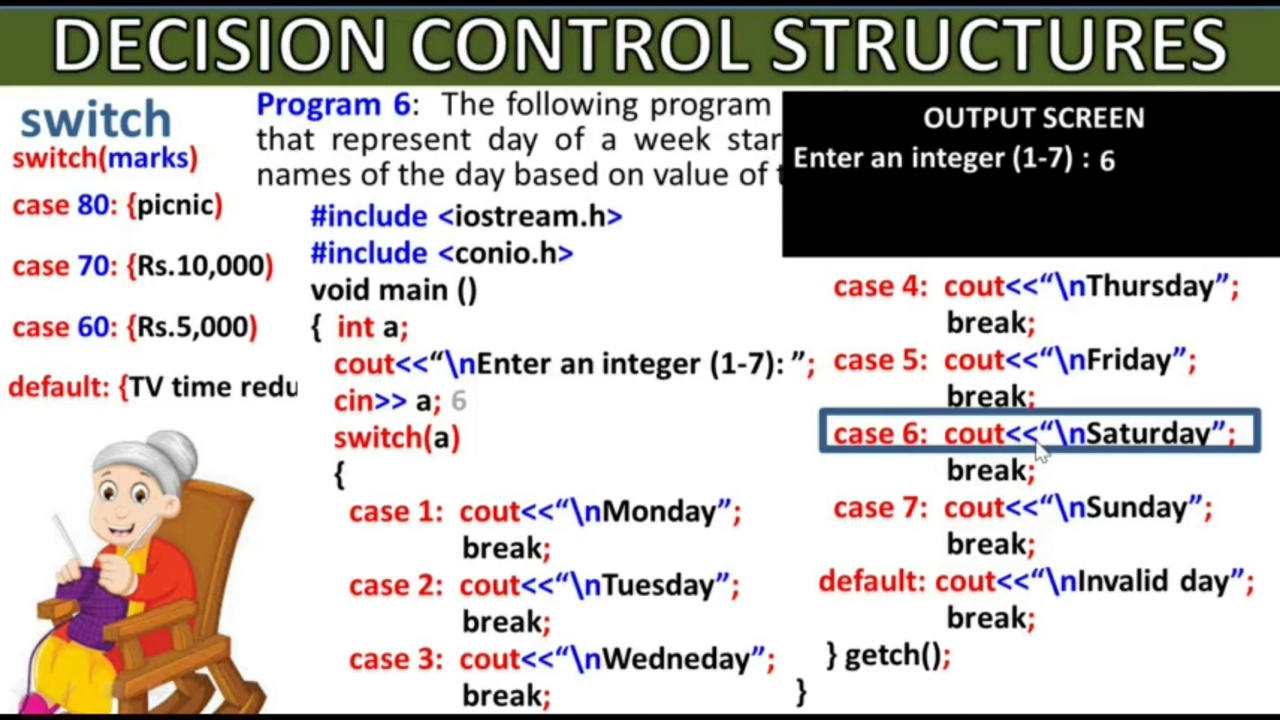 DECISION CONTROL STRUCTURES
switch
switch(marks)
case 80: {picnic)
case 70: {Rs.10,000)
case 60: {Rs.5,000)
default: {TV time redu
Program 6: The following program
that represent day of a week star
names of the day based on value of
#include <iostream.h>
#include <conio.h>
void main ()
{ int a;
cout<<“\nEnter an integer (1-7): ”;
cin>> a; 6
switch(a)
{
case 1: cout<<“\nMonday”;
break;
case 2: cout<<“\nTuesday”;
break;
case 3: cout<<“\nWedneday”;
break;
OUTPUT SCREEN
Enter an integer (1-7) : 6
case 4: cout<<“\nThursday”;
break;
case 5: cout<<“\nFriday”;
break;
case 6: cout<<“\nSaturday”;
break;
case 7: cout<<“\nSunday”;
break;
default: cout<<“\nInvalid day”;
break;
} getch();
}